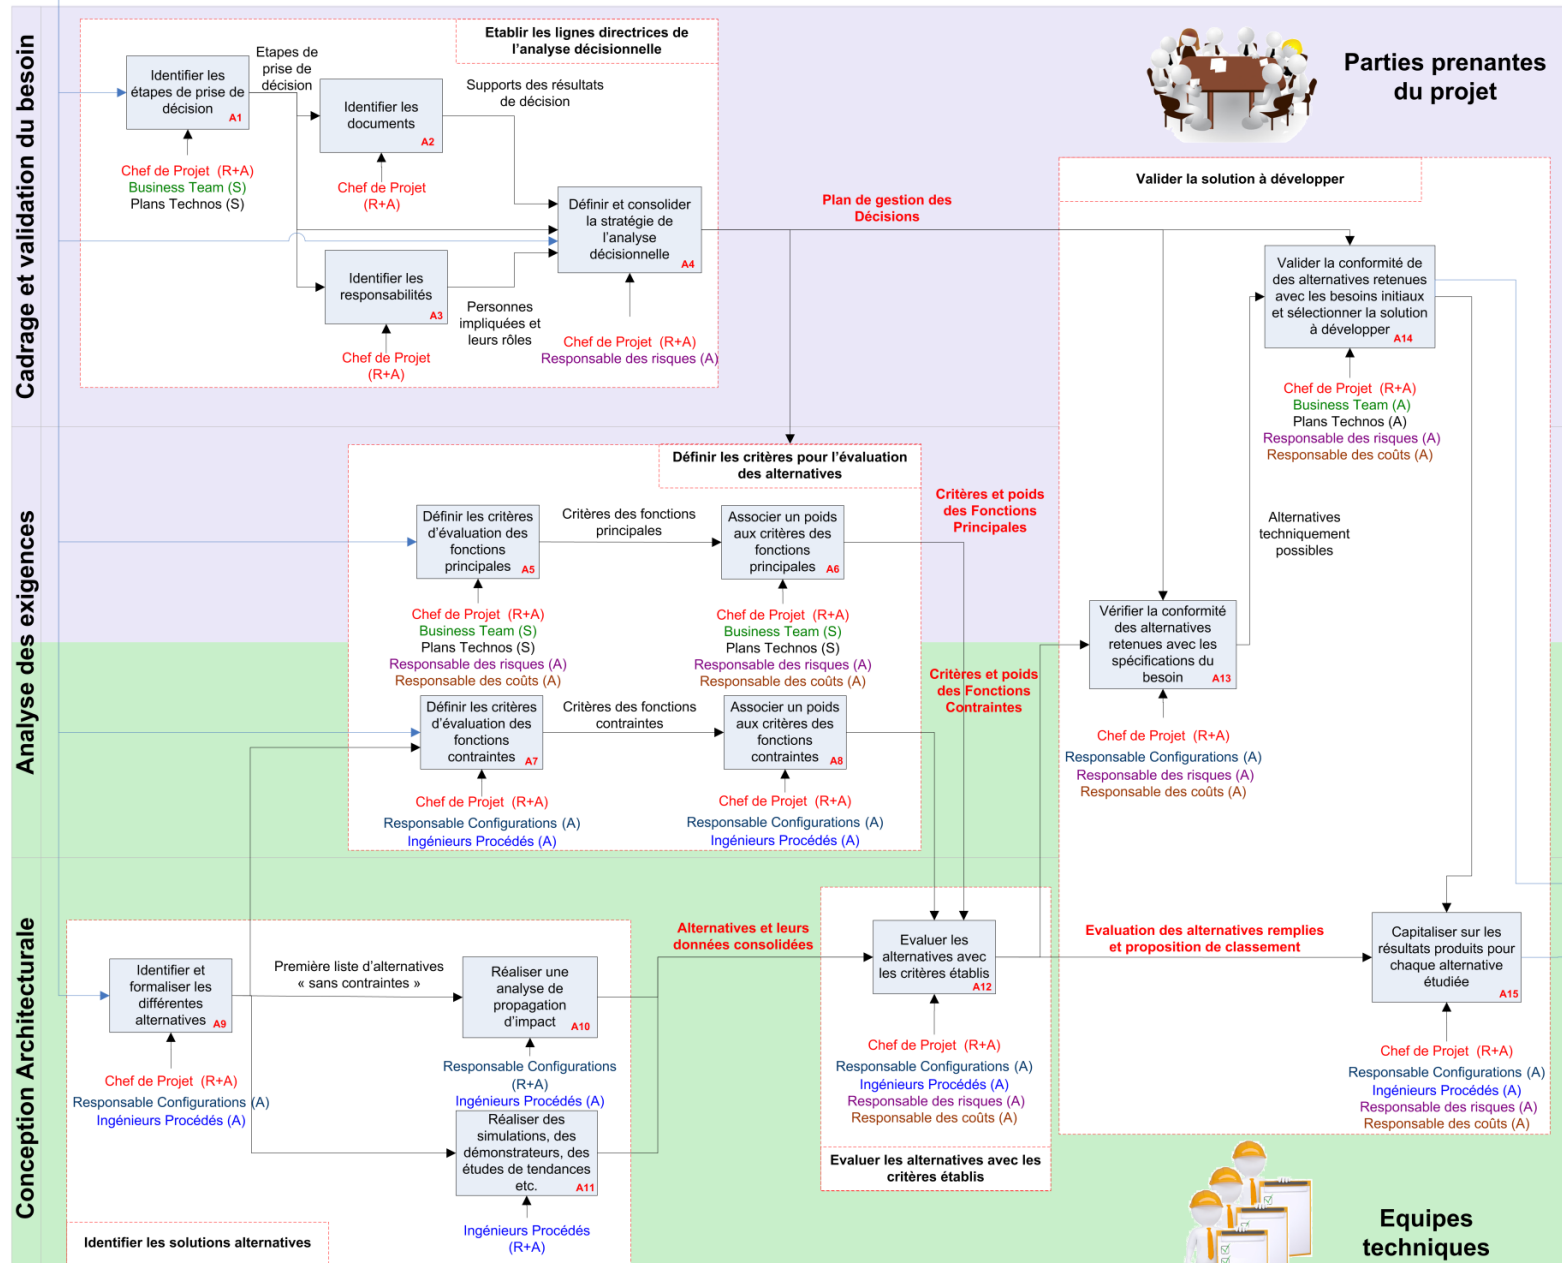 Cadrage et validation du besoin
Etablir les lignes directrices de
l'analyse décisionnelle
Identifier les
étapes de prise de
décision
A1
Etapes de
prise de
décision
Chef de Projet (R+A)
Business Team (S)
Plans Technos (S)
Identifier les
documents
A2
Chef de Projet
(R+A)
Supports des résultats
de décision
Identifier les
responsabilités
A3
Chef de Projet
(R+A)
Personnes
impliquées et
leurs rôles
Définir et consolider
la stratégie de
l'analyse
décisionnelle
A4
Chef de Projet (R+A)
Responsable des risques (A)
Plan de gestion des
Décisions
Parties prenantes
du projet
Valider la solution à développer
Valider la conformité de
des alternatives retenues
avec les besoins initiaux
et sélectionner la solution
à développer
A14
Chef de Projet (R+A)
Business Team (A)
Plans Technos (A)
Responsable des risques (A)
Responsable des coûts (A)
Analyse des exigences
Définir les critères pour l'évaluation
des alternatives
Définir les critères
d'évaluation des
fonctions
principales
A5
Critères des fonctions
principales
Associer un poids
aux critères des
fonctions
principales
A6
Critères et poids
des Fonctions
Principales
Chef de Projet (R+A)
Business Team (S)
Plans Technos (S)
Responsable des risques (A)
Responsable des coûts (A)
Chef de Projet (R+A)
Business Team (S)
Plans Technos (S)
Responsable des risques (A)
Responsable des coûts (A)
Définir les critères
d'évaluation des
fonctions
contraintes
A7
Critères des fonctions
contraintes
Associer un poids
aux critères des
fonctions
contraintes
A8
Critères et poids
des Fonctions
Contraintes
Chef de Projet (R+A)
Responsable Configurations (A)
Ingénieurs Procédés (A)
Chef de Projet (R+A)
Responsable Configurations (A)
Ingénieurs Procédés (A)
Alternatives
techniquement
possibles
Vérifier la conformité
des alternatives
retenues avec les
spécifications du
besoin
A13
Chef de Projet (R+A)
Responsable Configurations (A)
Responsable des risques (A)
Responsable des coûts (A)
Conception Architecturale
Identifier et
formaliser les
différentes
alternatives
A9
Chef de Projet (R+A)
Responsable Configurations (A)
Ingénieurs Procédés (A)
Première liste d'alternatives
« sans contraintes »
Réaliser une
analyse de
propagation
d'impact
A10
Responsable Configurations
(R+A)
Ingénieurs Procédés (A)
Réaliser des
simulations, des
démonstrateurs, des
études de tendances
etc.
A11
Ingénieurs Procédés
(R+A)
Identifier les solutions alternatives
Alternatives et leurs
données consolidées
Evaluer les
alternatives avec
les critères établis
A12
Chef de Projet (R+A)
Responsable Configurations (A)
Ingénieurs Procédés (A)
Responsable des risques (A)
Responsable des coûts (A)
Evaluer les alternatives avec les
critères établis
Evaluation des alternatives remplies
et proposition de classement
Capitaliser sur les
résultats produits pour
chaque alternative
étudiée
A15
Chef de Projet (R+A)
Responsable Configurations (A)
Ingénieurs Procédés (A)
Responsable des risques (A)
Responsable des coûts (A)
Equipes
techniques